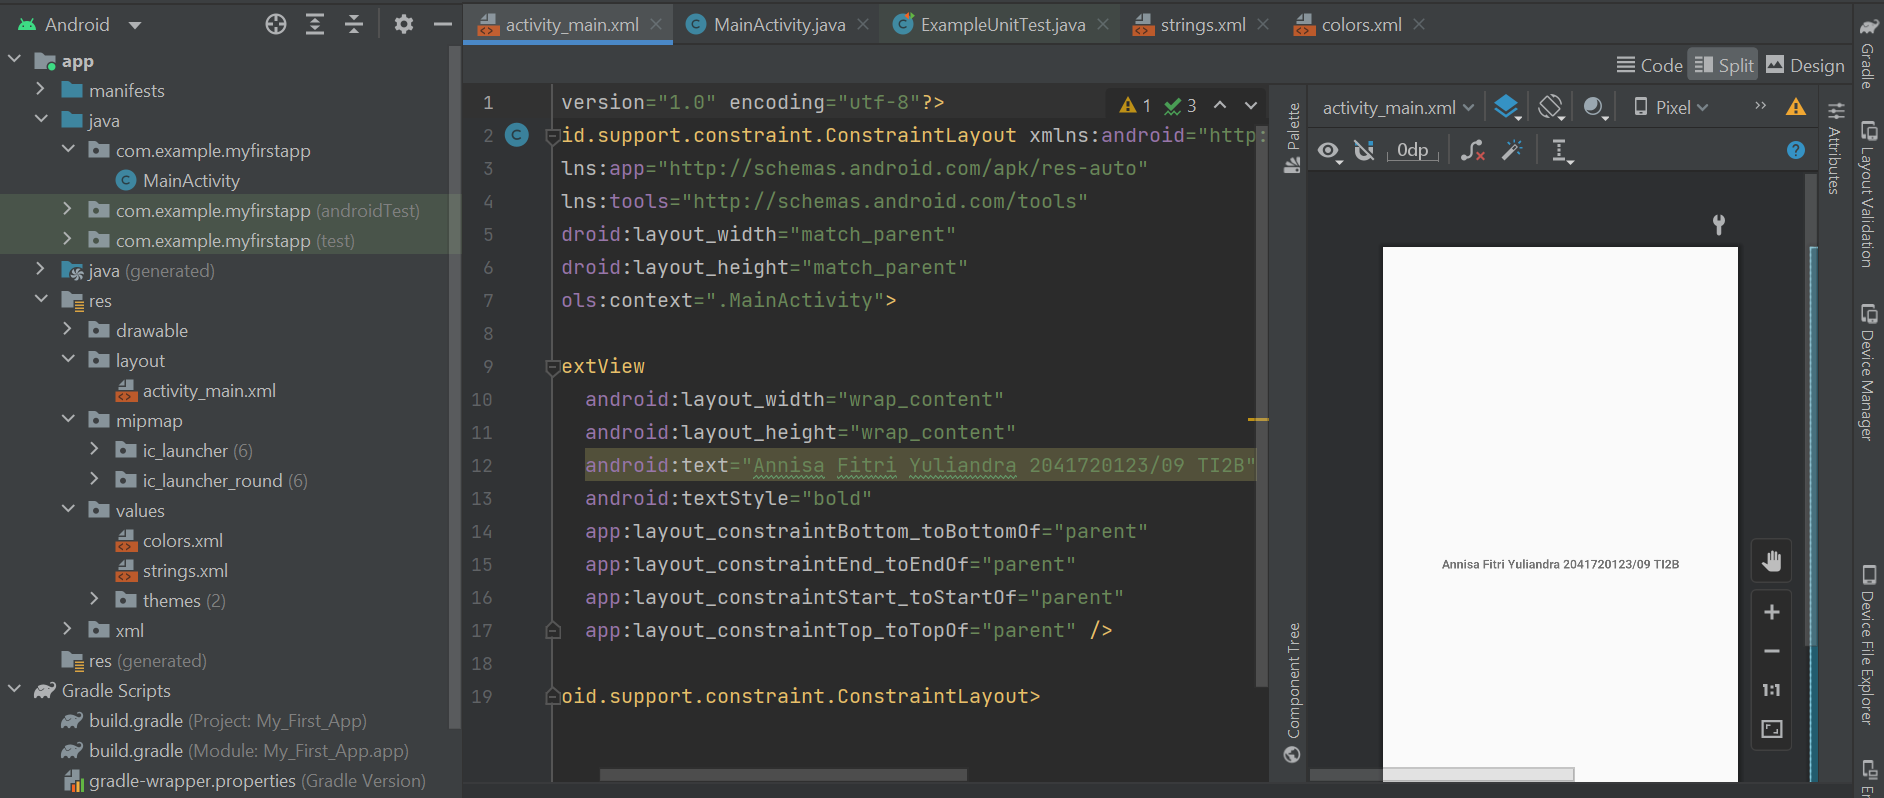 Android
activity_main.xml
MainActivity.java
ExampleUnitTest.java
strings.xml
colors.xml
Code
Split
Design
app
manifests
java
com.example.myfirstapp
MainActivity
com.example.myfirstapp (androidTest)
com.example.myfirstapp (test)
java (generated)
res
drawable
layout
activity_main.xml
mipmap
ic_launcher (6)
ic_launcher_round (6)
values
colors.xml
strings.xml
themes (2)
xml
res (generated)
Gradle Scripts
build.gradle (Project: My_First_App)
build.gradle (Module: My_First_App.app)
gradle-wrapper.properties (Gradle Version)
1 version="1.0" encoding="utf-8"?>
2 id.support.constraint.ConstraintLayout xmlns:android="http:
3 lns:app="http://schemas.android.com/apk/res-auto"
4 lns:tools="http://schemas.android.com/tools"
5 droid:layout_width="match_parent"
6 droid:layout_height="match_parent"
7 ols:context=".MainActivity">
8
9 extView
10 android:layout_width="wrap_content"
11 android:layout_height="wrap_content"
12 android:text="Annisa Fitri Yuliandra 2041720123/09 TI2B"
13 android:textStyle="bold"
14 app:layout_constraintBottom_toBottomOf="parent"
15 app:layout_constraintEnd_toEndOf="parent"
16 app:layout_constraintStart_toStartOf="parent"
17 app:layout_constraintTop_toTopOf="parent" />
18
19 oid.support.constraint.ConstraintLayout>
1 3
Palette
Component Tree
activity_main.xml
Pixel
0dp
Annisa Fitri Yuliandra 2041720123/09 TI2B
1:1
Attributes
Gradle
Layout Validation
Device Manager
Device File Explorer